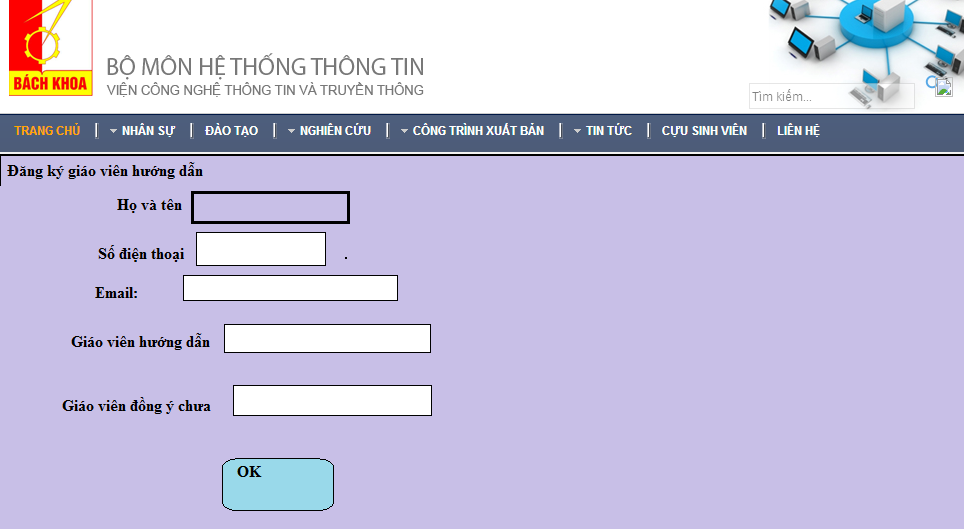 BÁCH KHOA
BỘ MÔN HỆ THỐNG THÔNG TIN
VIỆN CÔNG NGHỆ THÔNG TIN VÀ TRUYỀN THÔNG
Tìm kiếm...
TRANG CHỦ | NHÂN SỰ | ĐÀO TẠO | NGHIÊN CỨU | CÔNG TRÌNH XUẤT BẢN | TIN TỨC | CỰU SINH VIÊN | LIÊN HỆ
Đăng ký giáo viên hướng dẫn
Họ và tên
Số điện thoại .
Email:
Giáo viên hướng dẫn
Giáo viên đồng ý chưa
OK